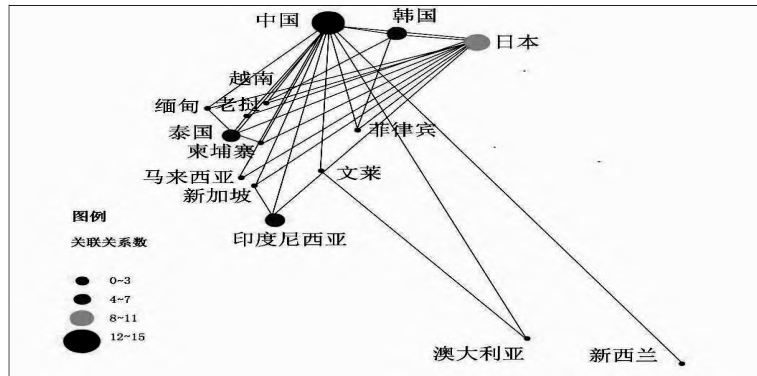 中国
韩国
日本
越南
缅甸
老挝
泰国
菲律宾
柬埔寨
马来西亚
文莱
新加坡
印度尼西亚
图例
关联关系数
0~3
4~7
8~11
12~15
澳大利亚
新西兰